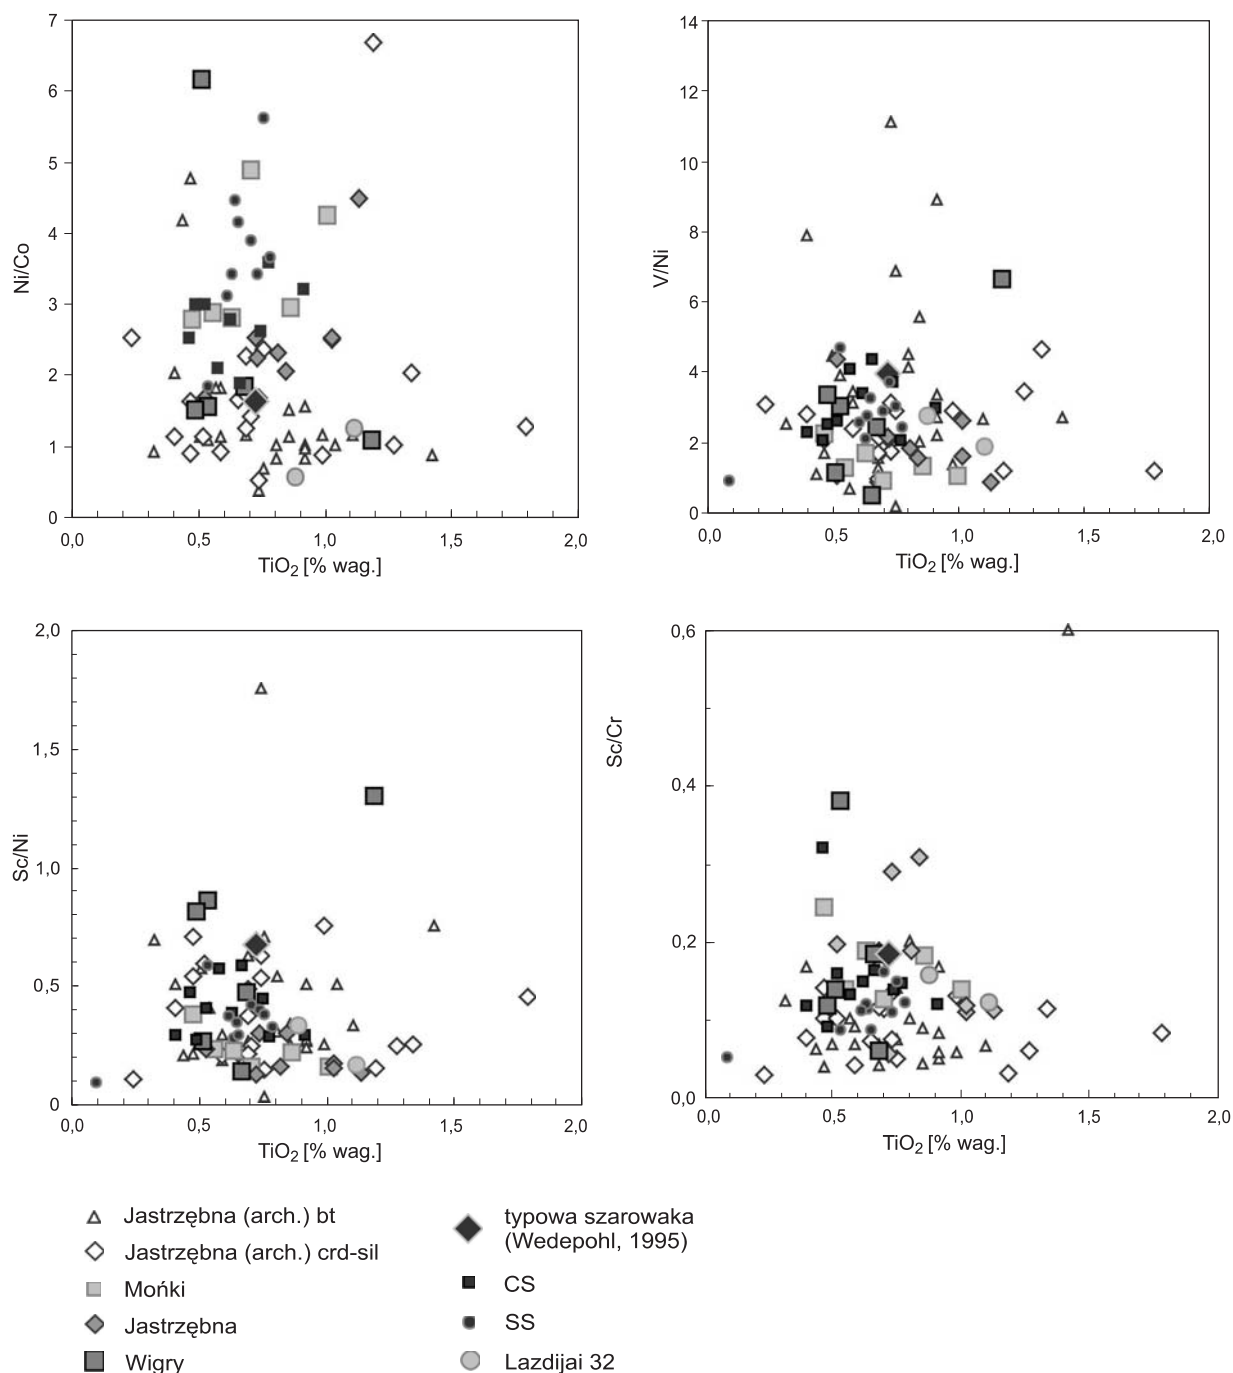 7
6
5
4
3
2
1
0
Ni/Co
0,0 0,5 1,0 1,5 2,0
TiO2 [% wag.]
14
12
10
8
6
4
2
0
V/Ni
0,0 0,5 1,0 1,5 2,0
TiO2 [% wag.]
2,0
1,5
1,0
0,5
0
Sc/Ni
0,0 0,5 1,0 1,5 2,0
TiO2 [% wag.]
0,6
0,4
0,2
0,0
Sc/Cr
0,0 0,5 1,0 1,5 2,0
TiO2 [% wag.]
Jastrzębna (arch.) bt
Jastrzębna (arch.) crd-sil
Mońki
Jastrzębna
Wigry
typowa szarowaka
(Wedepohl, 1995)
CS
SS
Lazdijai 32